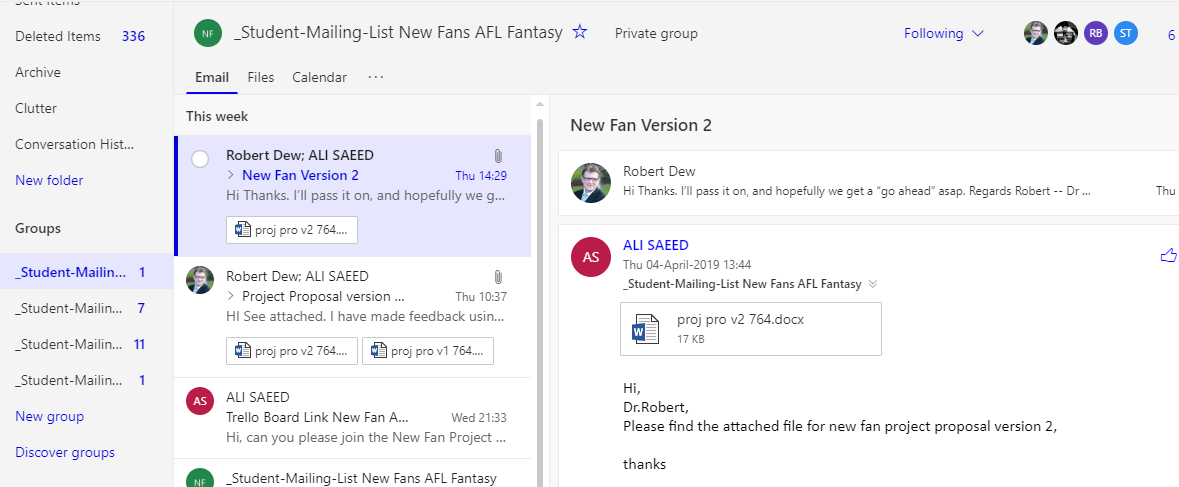 Sent Items
Deleted Items 336
Archive
Clutter
Conversation Hist...
New folder
Groups
_Student-Mailin... 1
_Student-Mailin... 7
_Student-Mailin... 11
_Student-Mailin... 1
New group
Discover groups
NF _Student-Mailing-List New Fans AFL Fantasy Private group Following RB ST 6
Email Files Calendar ...
This week
Robert Dew; ALI SAEED
New Fan Version 2 Thu 14:29
Hi Thanks. I'll pass it on, and hopefully we g...
proj pro v2 764....
Robert Dew; ALI SAEED
Project Proposal version ... Thu 10:37
HI See attached. I have made feedback usin...
proj pro v2 764.... proj pro v1 764....
AS ALI SAEED
Trello Board Link New Fan A... Wed 21:33
Hi, can you please join the New Fan Project ...
NF _Student-Mailing-List New Fans AFL Fantasy
New Fan Version 2
Robert Dew
Hi Thanks. I'll pass it on, and hopefully we get a "go ahead" asap. Regards Robert -- Dr ... Thu
AS ALI SAEED
Thu 04-April-2019 13:44
_Student-Mailing-List New Fans AFL Fantasy
proj pro v2 764.docx
17 KB
Hi,
Dr.Robert,
Please find the attached file for new fan project proposal version 2,
thanks